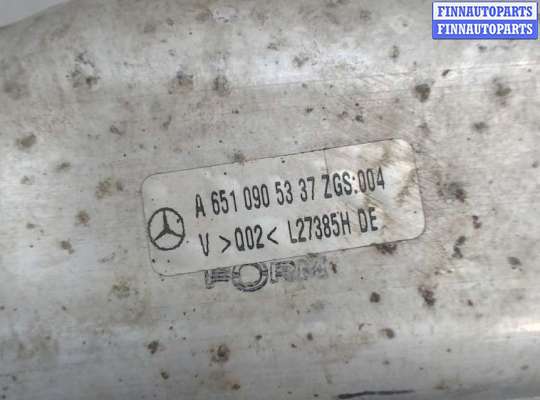 FINNAUTOPARTS
FINNAUTOPARTS
A 651 090 53 37 ZGS:004
V >Q02< L27385H DE